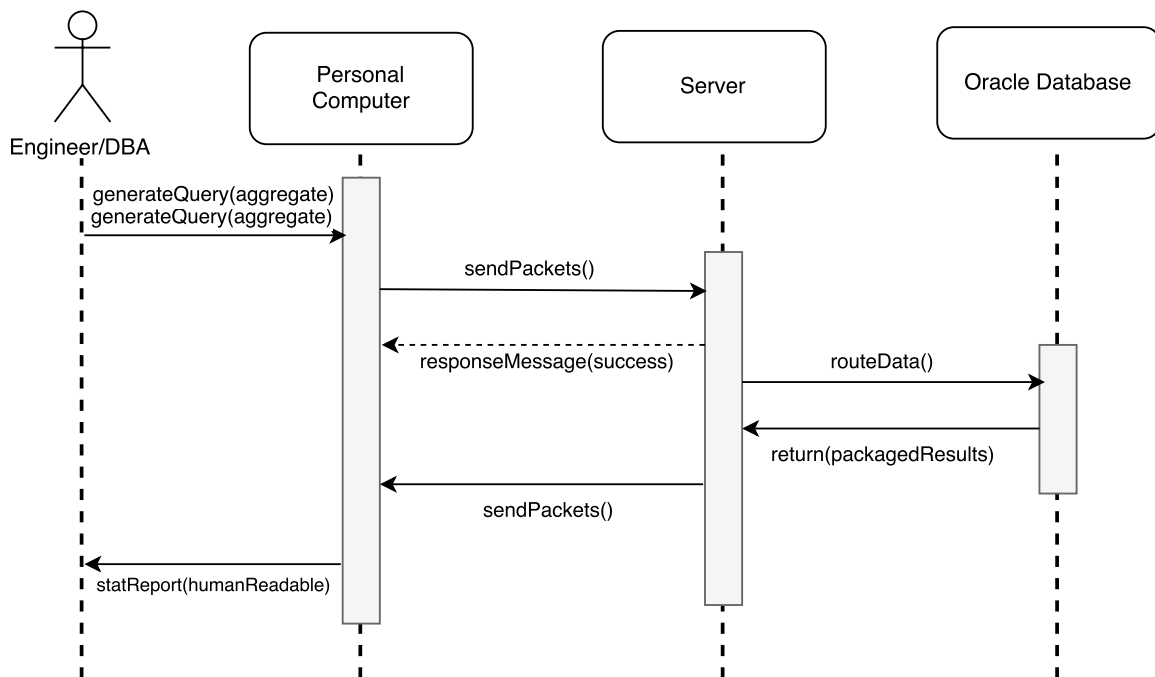 Personal
Computer
Server
Oracle Database
Engineer/DBA
generateQuery(aggregate)
generateQuery(aggregate)
sendPackets()
responseMessage(success)
routeData()
return(packagedResults)
sendPackets()
statReport(humanReadable)